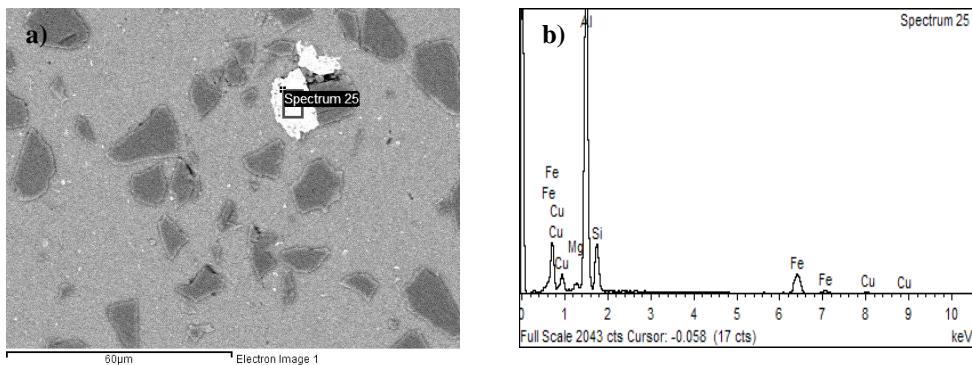 a)
Spectrum 25
60µm
Electron Image 1
b)
Spectrum 25
Al
Fe
Fe
Cu
Cu
Mg
Cu
Si
Fe
Fe
Cu
Cu
0 1 2 3 4 5 6 7 8 9 10
Full Scale 2043 cts Cursor: -0.058 (17 cts)
keV